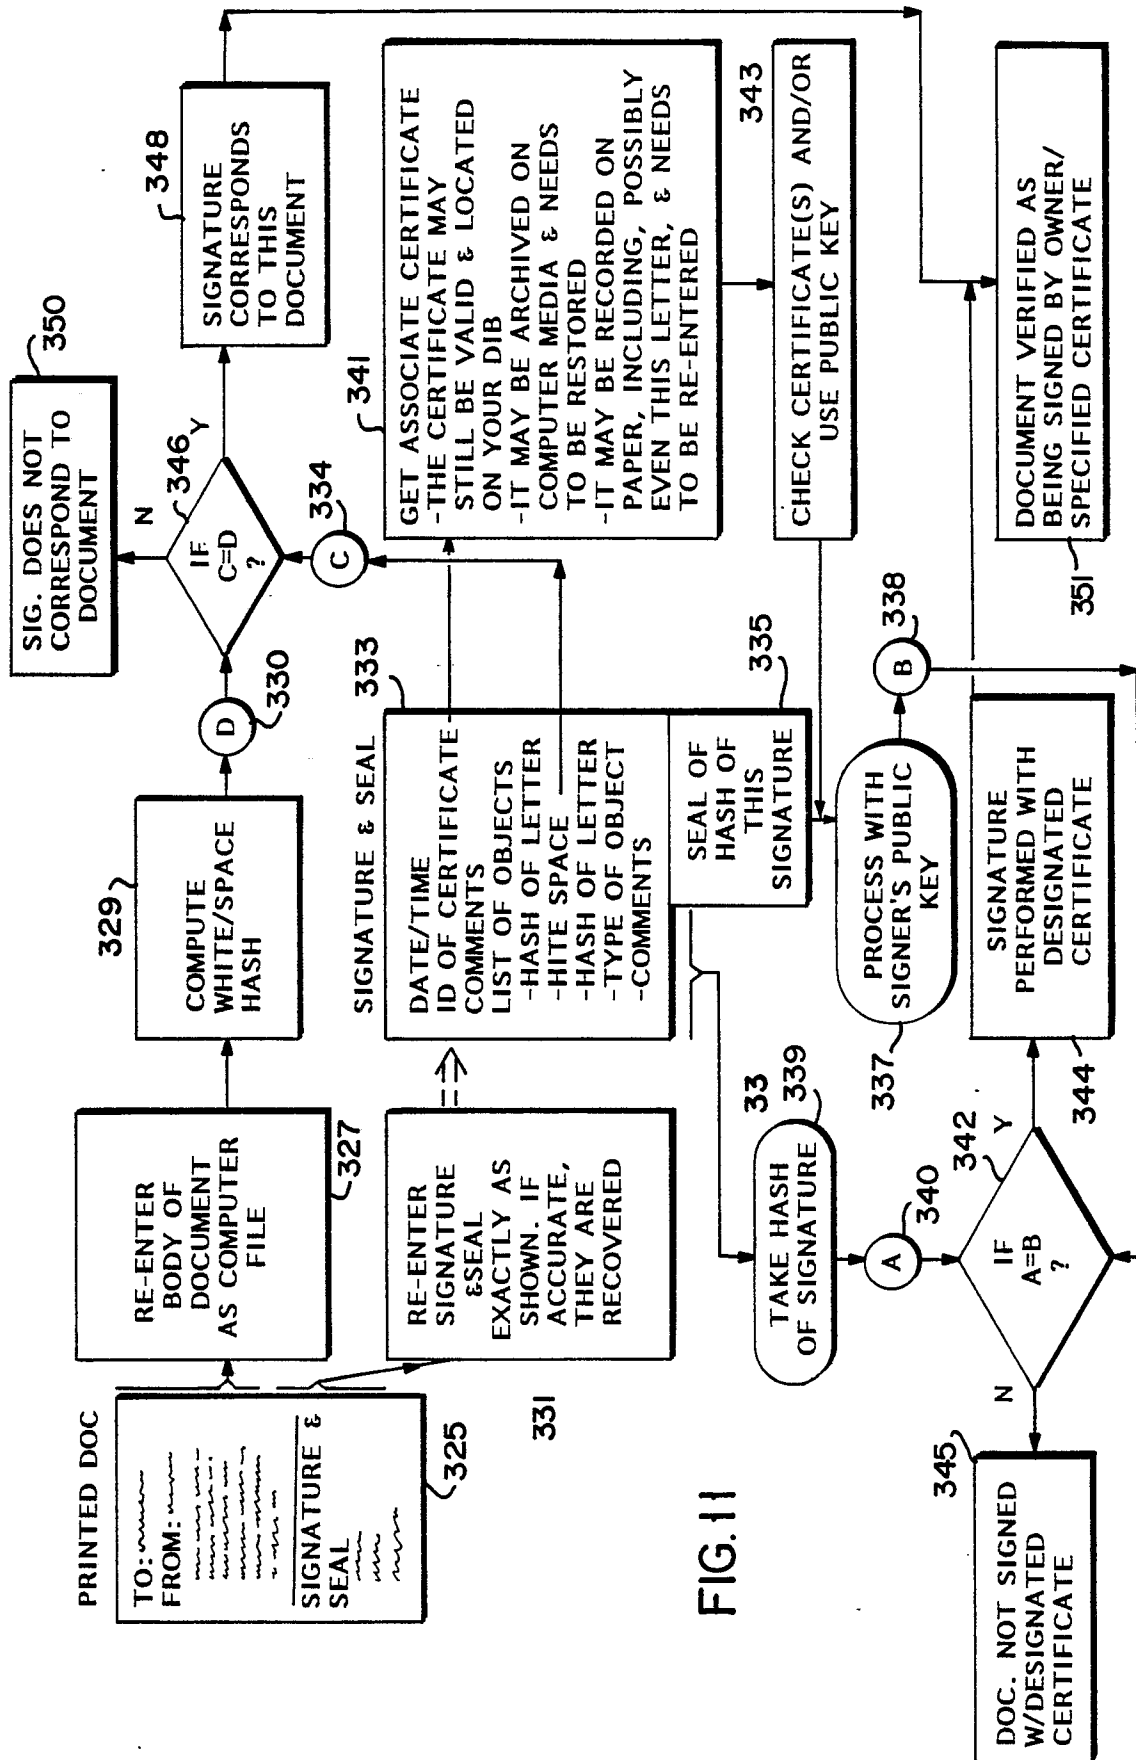 PRINTED DOC
TO:
FROM:
SIGNATURE &
SEAL
325
RE-ENTER
BODY OF
DOCUMENT
AS COMPUTER
FILE
327
COMPUTE
WHITE/SPACE
HASH
329
D
330
IF
C=D
?
346
Y
N
SIG. DOES NOT
CORRESPOND TO
DOCUMENT
350
SIGNATURE
CORRESPONDS
TO THIS
DOCUMENT
348
C
334
RE-ENTER
SIGNATURE
&SEAL
EXACTLY AS
SHOWN. IF
ACCURATE,
THEY ARE
RECOVERED
331
SIGNATURE & SEAL
333
DATE/TIME
ID OF CERTIFICATE
COMMENTS
LIST OF OBJECTS
-HASH OF LETTER
-HITE SPACE
-HASH OF LETTER
-TYPE OF OBJECT
-COMMENTS
SEAL OF
HASH OF
THIS
SIGNATURE
335
341
GET ASSOCIATE CERTIFICATE
-THE CERTIFICATE MAY
STILL BE VALID & LOCATED
ON YOUR DIB
-IT MAY BE ARCHIVED ON
COMPUTER MEDIA & NEEDS
TO BE RESTORED
-IT MAY BE RECORDED ON
PAPER, INCLUDING, POSSIBLY
EVEN THIS LETTER, & NEEDS
TO BE RE-ENTERED
343
CHECK CERTIFICATE(S) AND/OR
USE PUBLIC KEY
33
339
TAKE HASH
OF SIGNATURE
A
340
PROCESS WITH
SIGNER'S PUBLIC
KEY
337
B
338
IF
A=B
?
342
Y
N
345
DOC. NOT SIGNED
W/DESIGNATED
CERTIFICATE
SIGNATURE
PERFORMED WITH
DESIGNATED
CERTIFICATE
344
DOCUMENT VERIFIED AS
BEING SIGNED BY OWNER/
SPECIFIED CERTIFICATE
351
FIG.11